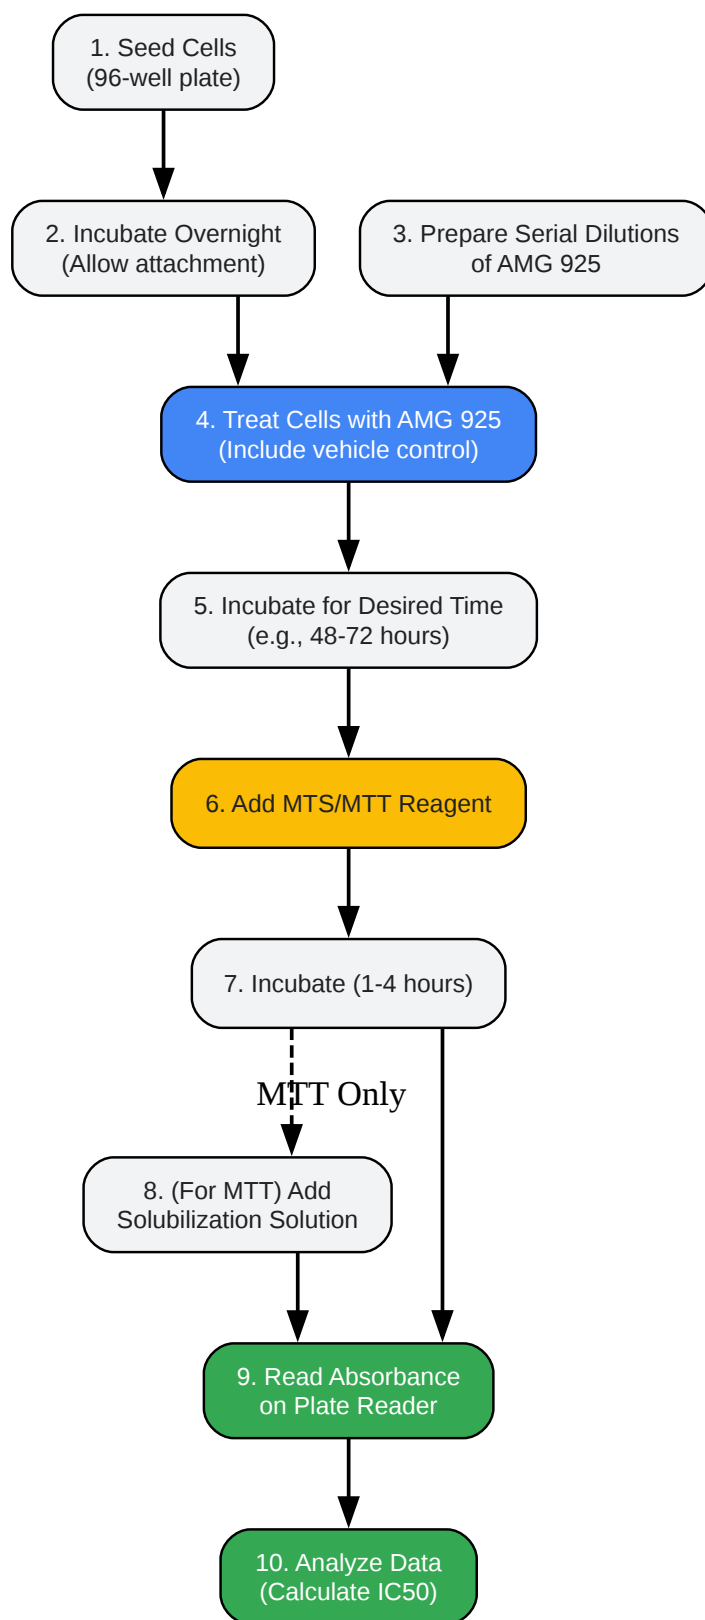 1. Seed Cells
(96-well plate)
2. Incubate Overnight
(Allow attachment)
3. Prepare Serial Dilutions
of AMG 925
4. Treat Cells with AMG 925
(Include vehicle control)
5. Incubate for Desired Time
(e.g., 48-72 hours)
6. Add MTS/MTT Reagent
7. Incubate (1-4 hours)
MTT Only
8. (For MTT) Add
Solubilization Solution
9. Read Absorbance
on Plate Reader
10. Analyze Data
(Calculate IC50)